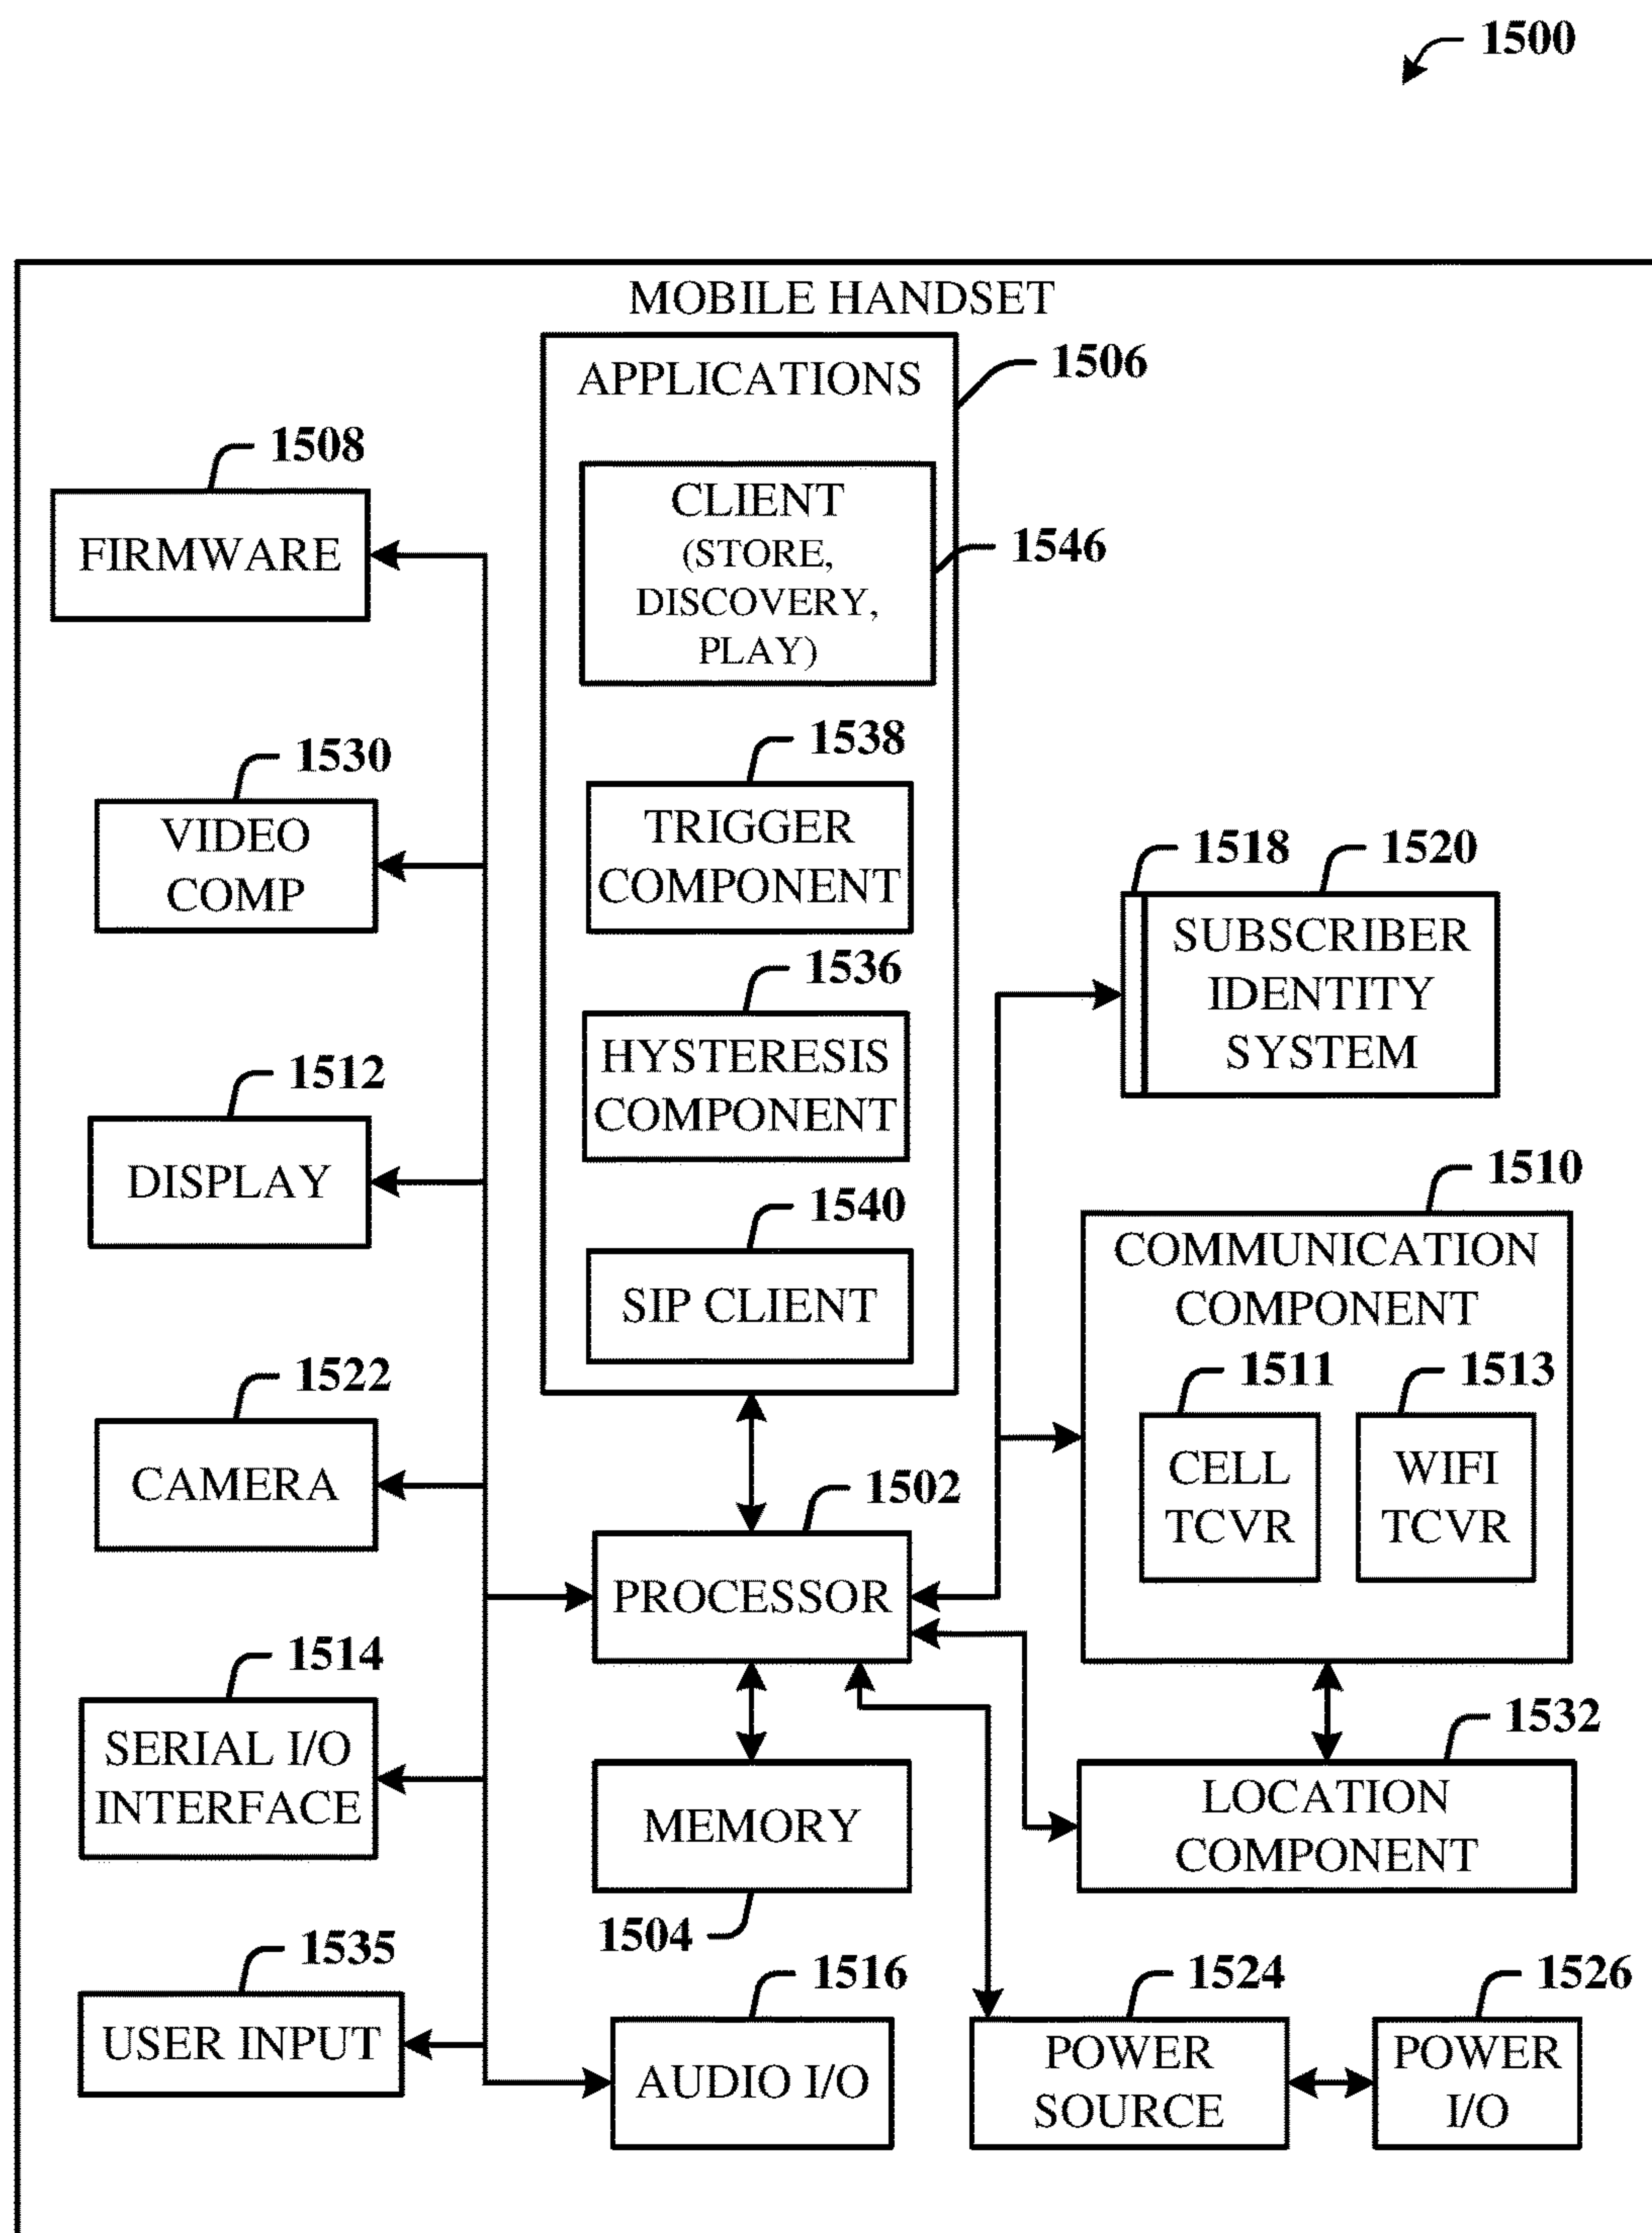 1500
MOBILE HANDSET
APPLICATIONS
1506
CLIENT
(STORE,
DISCOVERY,
PLAY)
1546
1538
TRIGGER
COMPONENT
1536
HYSTERESIS
COMPONENT
1540
SIP CLIENT
1508
FIRMWARE
1530
VIDEO
COMP
1512
DISPLAY
1522
CAMERA
1514
SERIAL I/O
INTERFACE
1535
USER INPUT
1502
PROCESSOR
MEMORY
1504
1516
AUDIO I/O
1518
1520
SUBSCRIBER
IDENTITY
SYSTEM
1510
COMMUNICATION
COMPONENT
1511
CELL
TCVR
1513
WIFI
TCVR
1532
LOCATION
COMPONENT
1524
POWER
SOURCE
1526
POWER
I/O